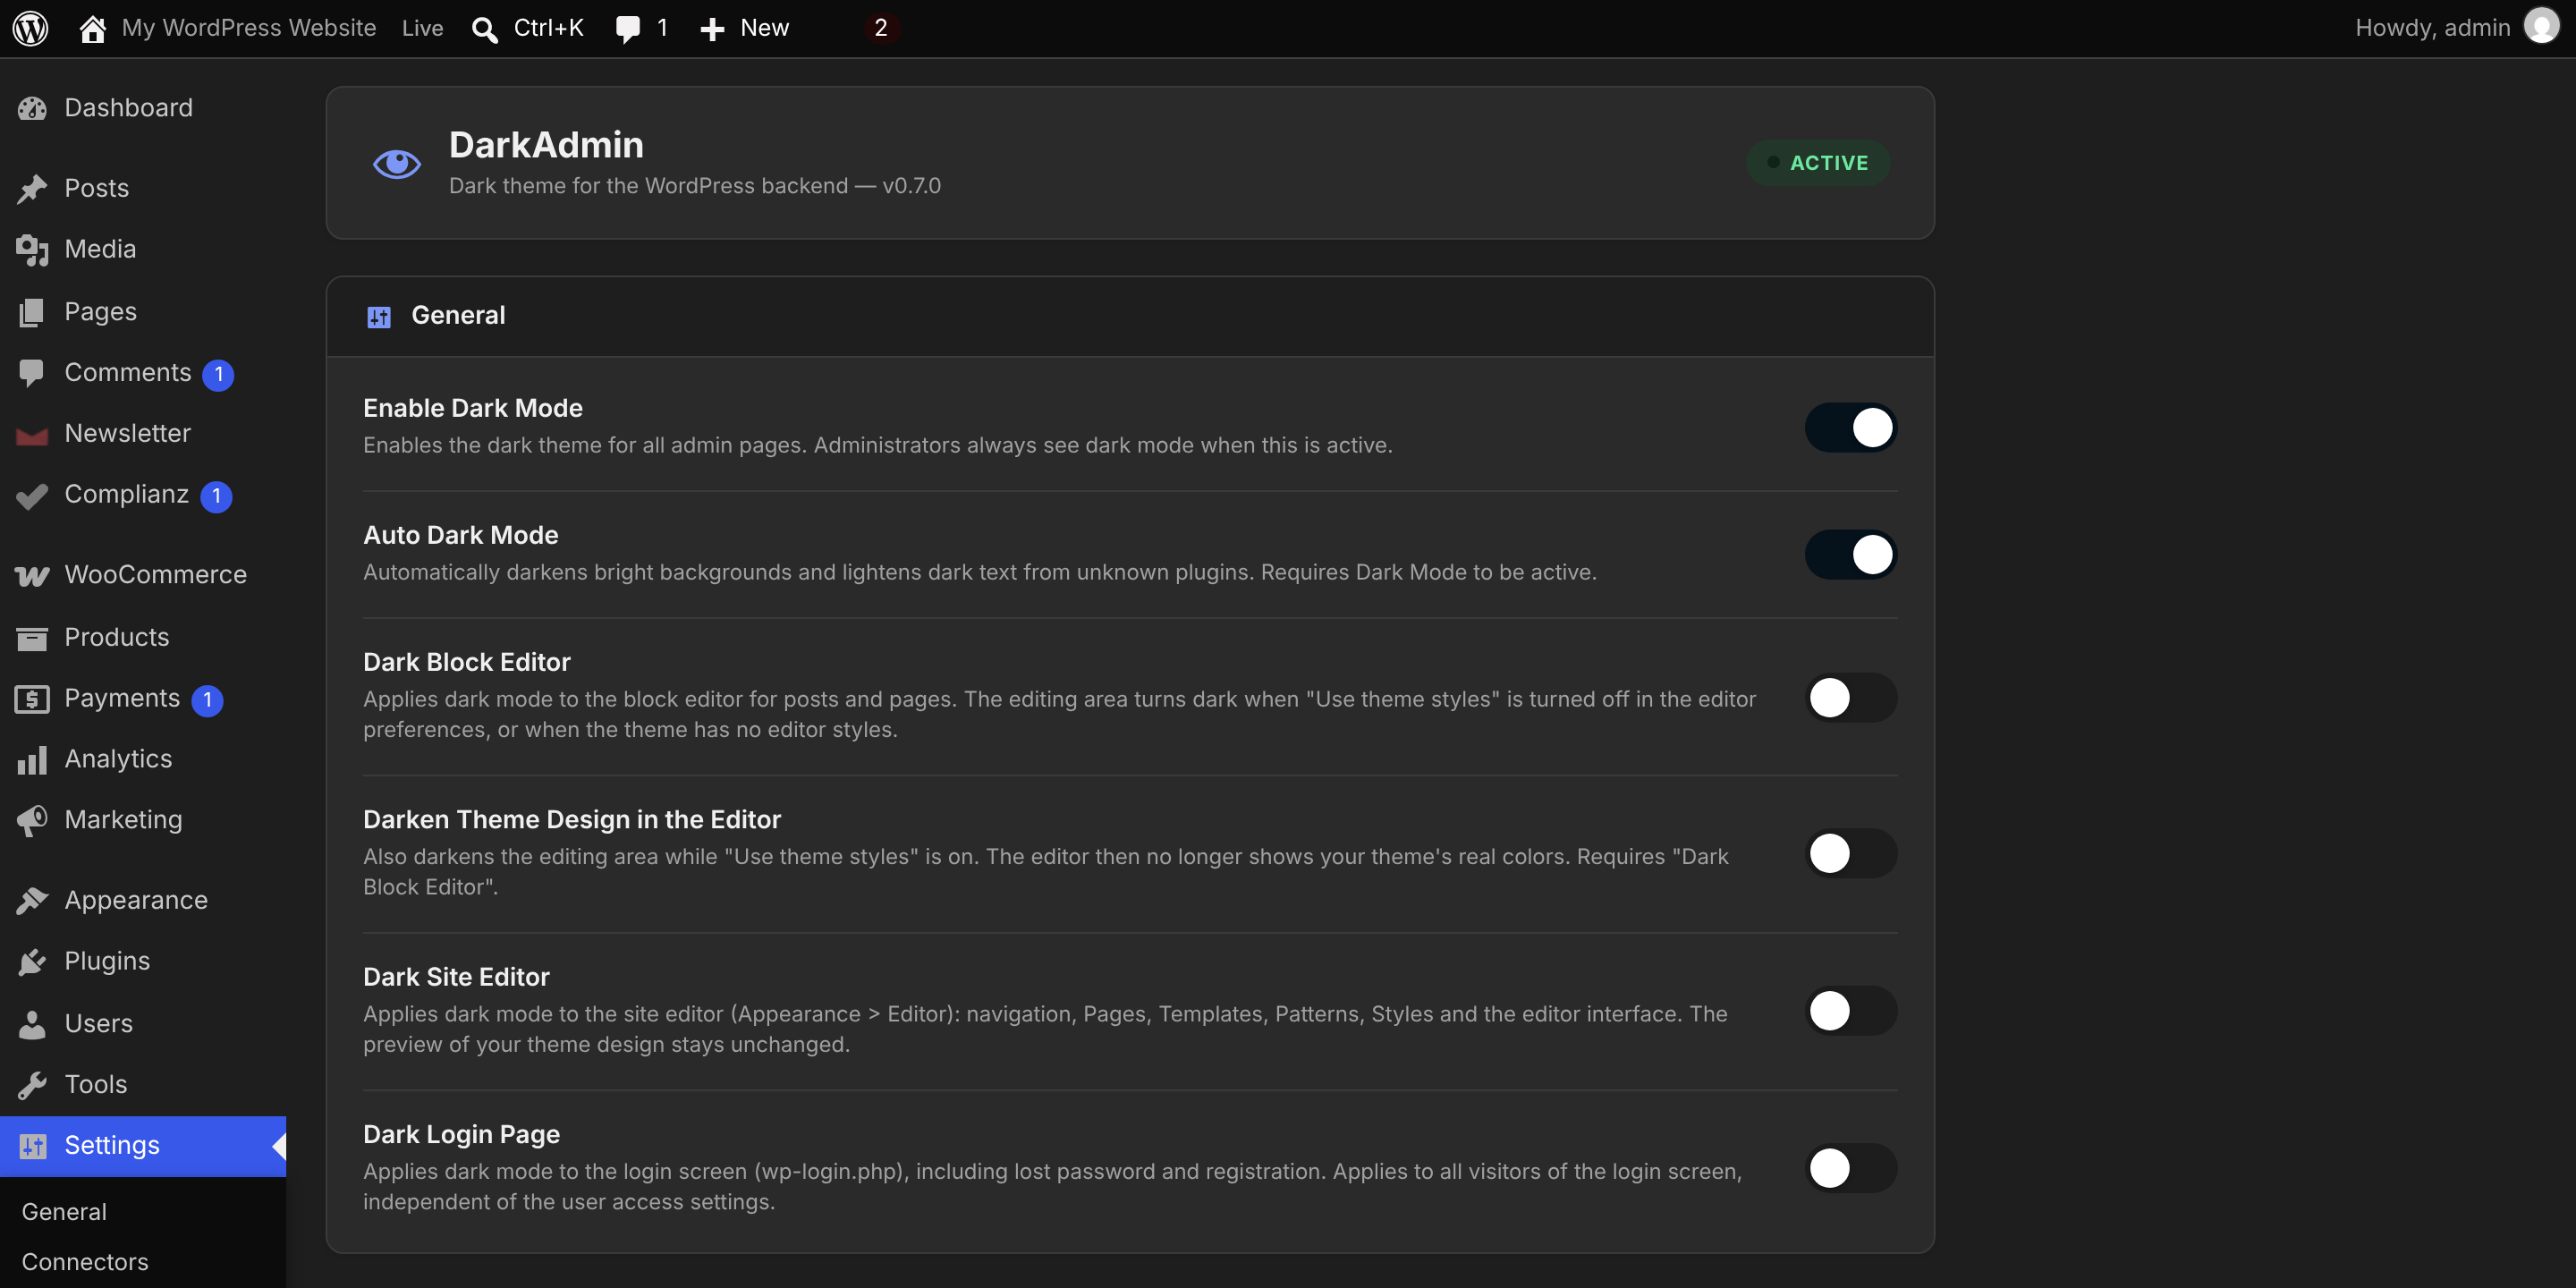 My WordPress Website Live Ctrl+K 1 New 2 Howdy, admin
Dashboard
Posts
Media
Pages
Comments 1
Newsletter
Complianz 1
WooCommerce
Products
Payments 1
Analytics
Marketing
Appearance
Plugins
Users
Tools
Settings
General
Connectors
DarkAdmin
Dark theme for the WordPress backend — v0.7.0
ACTIVE
General
Enable Dark Mode
Enables the dark theme for all admin pages. Administrators always see dark mode when this is active.
Auto Dark Mode
Automatically darkens bright backgrounds and lightens dark text from unknown plugins. Requires Dark Mode to be active.
Dark Block Editor
Applies dark mode to the block editor for posts and pages. The editing area turns dark when "Use theme styles" is turned off in the editor
preferences, or when the theme has no editor styles.
Darken Theme Design in the Editor
Also darkens the editing area while "Use theme styles" is on. The editor then no longer shows your theme's real colors. Requires "Dark
Block Editor".
Dark Site Editor
Applies dark mode to the site editor (Appearance > Editor): navigation, Pages, Templates, Patterns, Styles and the editor interface. The
preview of your theme design stays unchanged.
Dark Login Page
Applies dark mode to the login screen (wp-login.php), including lost password and registration. Applies to all visitors of the login screen,
independent of the user access settings.